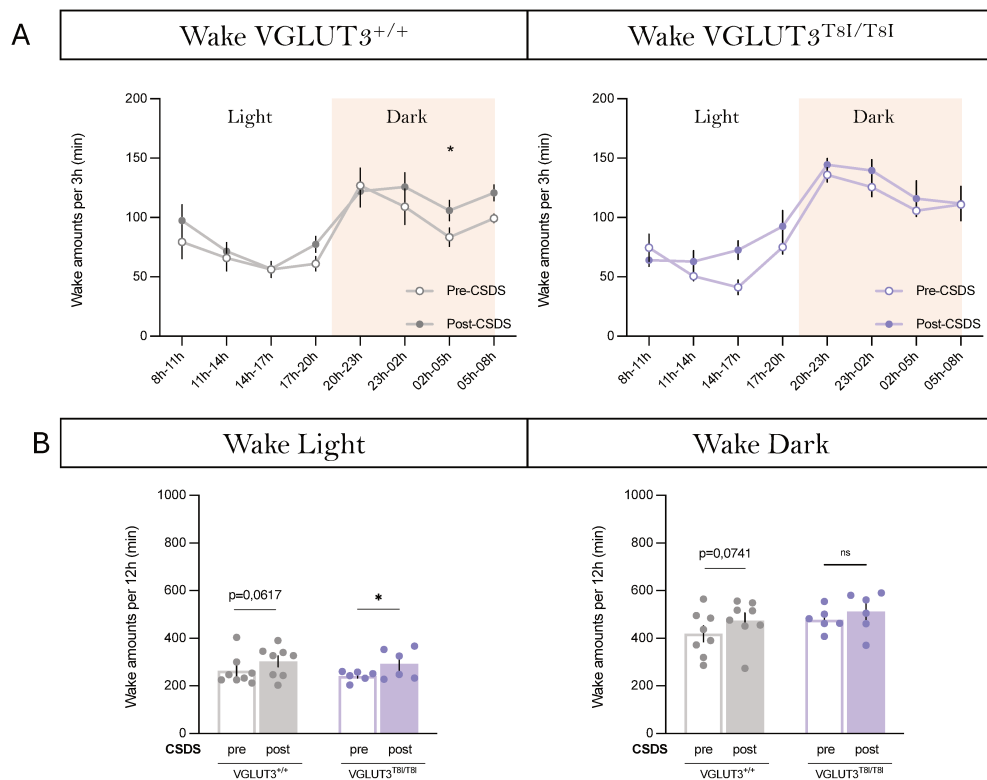 A
Wake VGLUT3+/+
Wake VGLUT3T8I/T8I
Wake amounts per 3h (min)
200
150
100
50
0
Light
Dark
*
Pre-CSDS
Post-CSDS
8h-11h
11h-14h
14h-17h
17h-20h
20h-23h
23h-02h
02h-05h
05h-08h
Wake amounts per 3h (min)
200
150
100
50
0
Light
Dark
Pre-CSDS
Post-CSDS
8h-11h
11h-14h
14h-17h
17h-20h
20h-23h
23h-02h
02h-05h
05h-08h
B
Wake Light
Wake Dark
Wake amounts per 12h (min)
1000
800
600
400
200
0
p=0,0617
*
CSDS pre post pre post
VGLUT3+/+ VGLUT3T8I/T8I
Wake amounts per 12h (min)
1000
800
600
400
200
0
p=0,0741
ns
CSDS pre post pre post
VGLUT3+/+ VGLUT3T8I/T8I